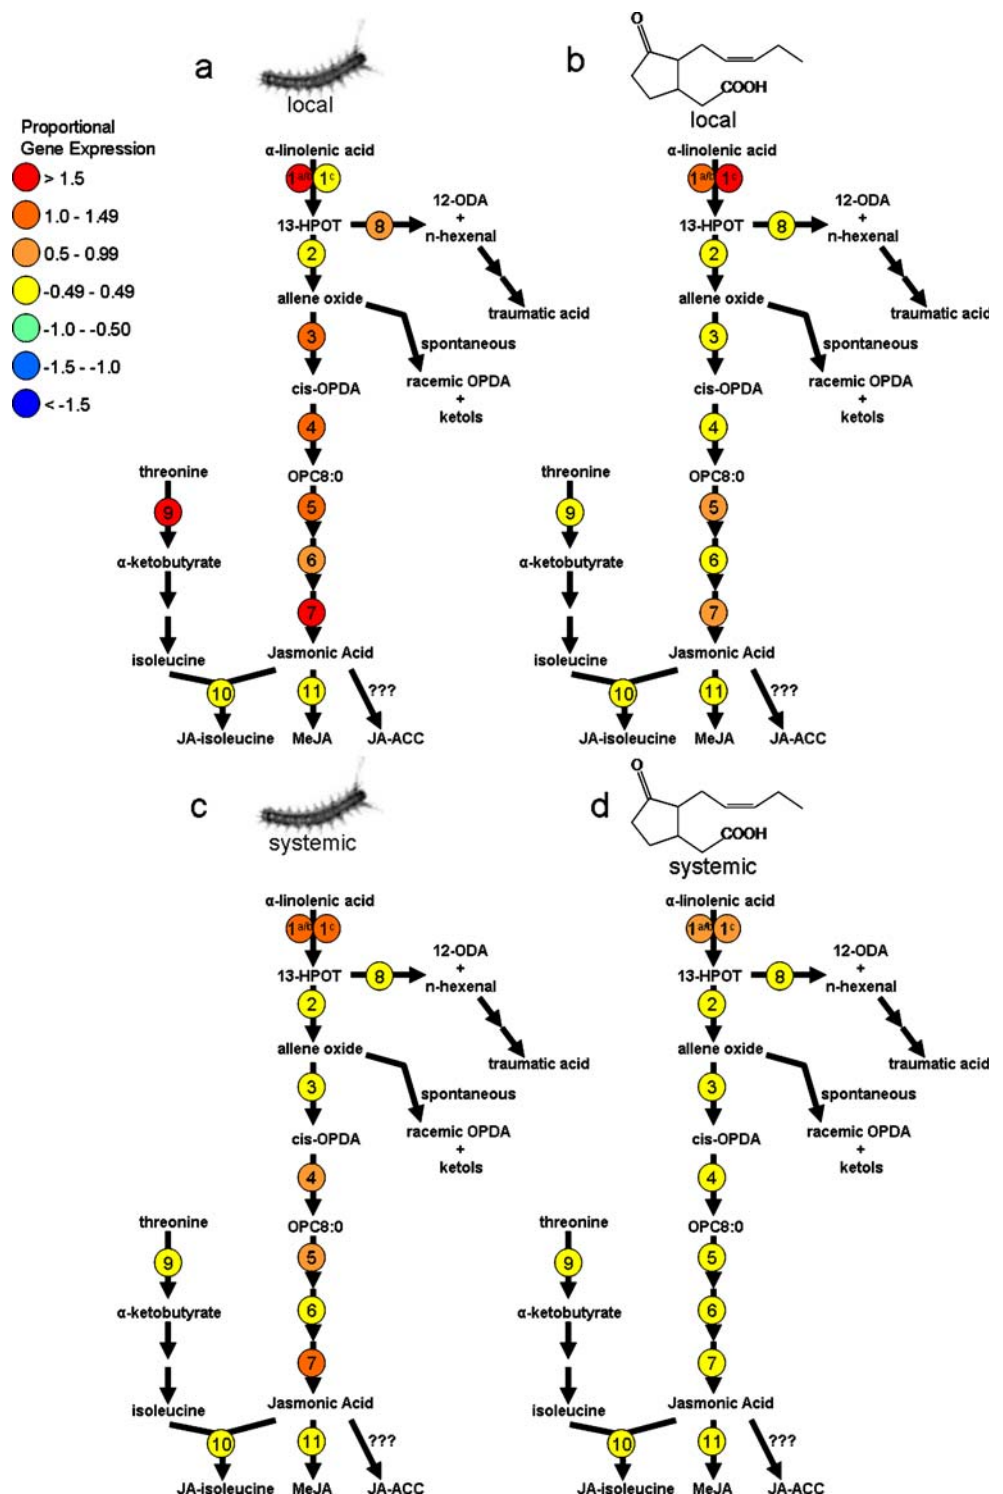 a
local
b
O
COOH
local
Proportional
Gene Expression
> 1.5
1.0 - 1.49
0.5 - 0.99
-0.49 - 0.49
-1.0 - -0.50
-1.5 - -1.0
< -1.5
α-linolenic acid
1a/b 1c
13-HPOT
8
12-ODA
+
n-hexenal
2
allene oxide
traumatic acid
3
spontaneous
cis-OPDA
racemic OPDA
+
ketols
4
threonine
OPC8:0
9
5
α-ketobutyrate
6
7
isoleucine
Jasmonic Acid
10
11
???
JA-isoleucine
MeJA
JA-ACC
α-linolenic acid
1a/b 1c
13-HPOT
8
12-ODA
+
n-hexenal
2
allene oxide
traumatic acid
3
spontaneous
cis-OPDA
racemic OPDA
+
ketols
4
threonine
OPC8:0
9
5
α-ketobutyrate
6
7
isoleucine
Jasmonic Acid
10
11
???
JA-isoleucine
MeJA
JA-ACC
c
systemic
α-linolenic acid
1a/b 1c
13-HPOT
8
12-ODA
+
n-hexenal
2
allene oxide
traumatic acid
3
spontaneous
cis-OPDA
racemic OPDA
+
ketols
4
threonine
OPC8:0
9
5
α-ketobutyrate
6
7
isoleucine
Jasmonic Acid
10
11
???
JA-isoleucine
MeJA
JA-ACC
d
O
COOH
systemic
α-linolenic acid
1a/b 1c
13-HPOT
8
12-ODA
+
n-hexenal
2
allene oxide
traumatic acid
3
spontaneous
cis-OPDA
racemic OPDA
+
ketols
4
threonine
OPC8:0
9
5
α-ketobutyrate
6
7
isoleucine
Jasmonic Acid
10
11
???
JA-isoleucine
MeJA
JA-ACC